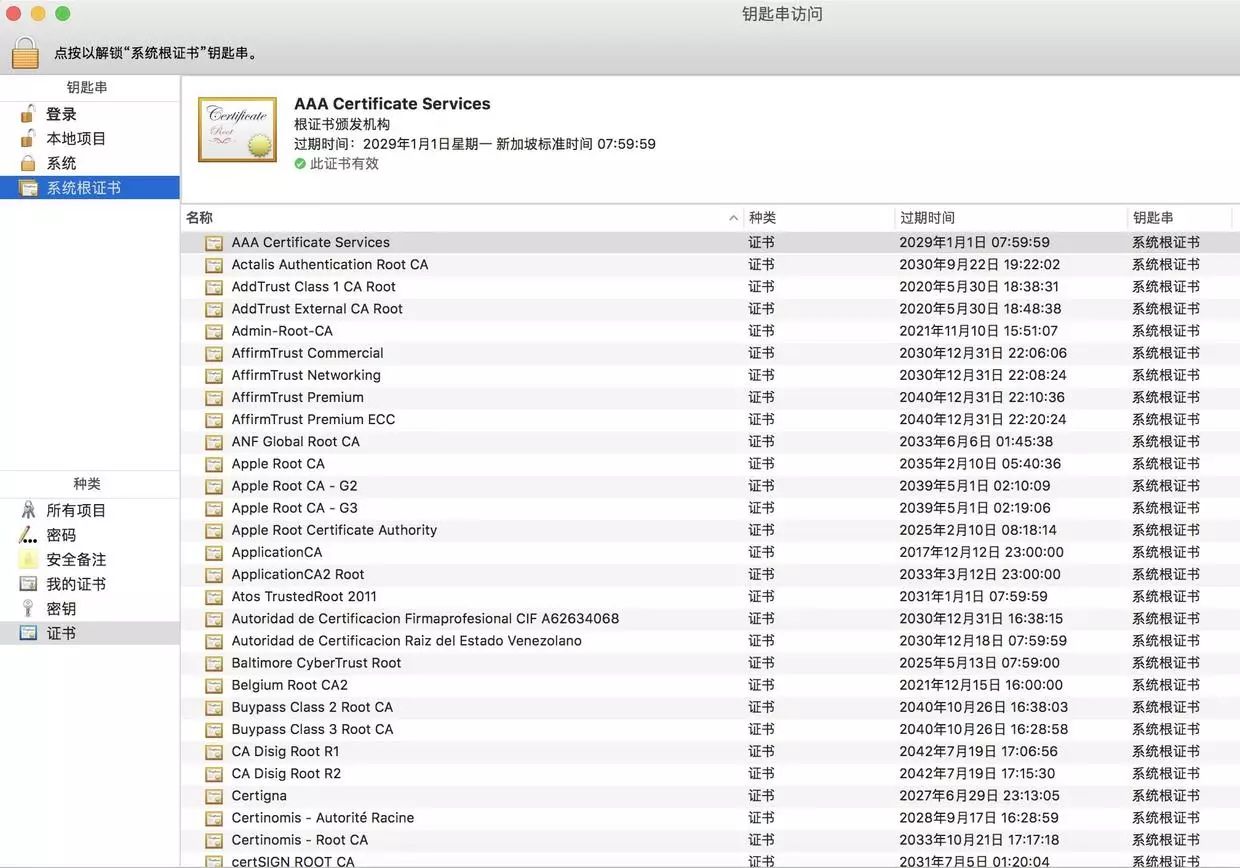 钥匙串访问
点按以解锁“系统根证书”钥匙串。
钥匙串
登录
本地项目
系统
系统根证书
种类
所有项目
密码
安全备注
我的证书
密钥
证书
Certificate
Root
AAA Certificate Services
根证书颁发机构
过期时间：2029年1月1日星期一 新加坡标准时间 07:59:59
此证书有效
名称 种类 过期时间 钥匙串
AAA Certificate Services 证书 2029年1月1日 07:59:59 系统根证书
Actalis Authentication Root CA 证书 2030年9月22日 19:22:02 系统根证书
AddTrust Class 1 CA Root 证书 2020年5月30日 18:38:31 系统根证书
AddTrust External CA Root 证书 2020年5月30日 18:48:38 系统根证书
Admin-Root-CA 证书 2021年11月10日 15:51:07 系统根证书
AffirmTrust Commercial 证书 2030年12月31日 22:06:06 系统根证书
AffirmTrust Networking 证书 2030年12月31日 22:08:24 系统根证书
AffirmTrust Premium 证书 2040年12月31日 22:10:36 系统根证书
AffirmTrust Premium ECC 证书 2040年12月31日 22:20:24 系统根证书
ANF Global Root CA 证书 2033年6月6日 01:45:38 系统根证书
Apple Root CA 证书 2035年2月10日 05:40:36 系统根证书
Apple Root CA - G2 证书 2039年5月1日 02:10:09 系统根证书
Apple Root CA - G3 证书 2039年5月1日 02:19:06 系统根证书
Apple Root Certificate Authority 证书 2025年2月10日 08:18:14 系统根证书
ApplicationCA 证书 2017年12月12日 23:00:00 系统根证书
ApplicationCA2 Root 证书 2033年3月12日 23:00:00 系统根证书
Atos TrustedRoot 2011 证书 2031年1月1日 07:59:59 系统根证书
Autoridad de Certificacion Firmaprofesional CIF A62634068 证书 2030年12月31日 16:38:15 系统根证书
Autoridad de Certificacion Raiz del Estado Venezolano 证书 2030年12月18日 07:59:59 系统根证书
Baltimore CyberTrust Root 证书 2025年5月13日 07:59:00 系统根证书
Belgium Root CA2 证书 2021年12月15日 16:00:00 系统根证书
Buypass Class 2 Root CA 证书 2040年10月26日 16:38:03 系统根证书
Buypass Class 3 Root CA 证书 2040年10月26日 16:28:58 系统根证书
CA Disig Root R1 证书 2042年7月19日 17:06:56 系统根证书
CA Disig Root R2 证书 2042年7月19日 17:15:30 系统根证书
Certigna 证书 2027年6月29日 23:13:05 系统根证书
Certinomis - Autorité Racine 证书 2028年9月17日 16:28:59 系统根证书
Certinomis - Root CA 证书 2033年10月21日 17:17:18 系统根证书
certSIGN ROOT CA 证书 2031年7月5日 01:20:04 系统根证书